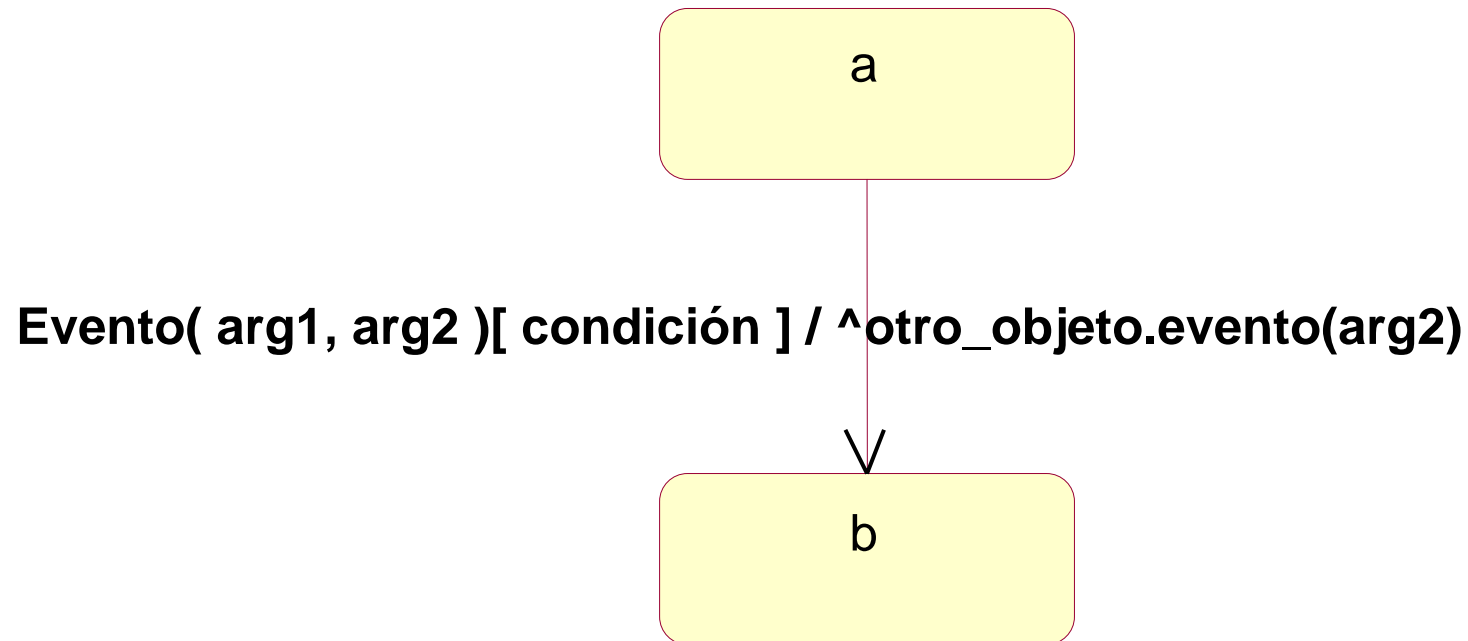 a
Evento( arg1, arg2 )[ condición ] / ^otro_objeto.evento(arg2)
b